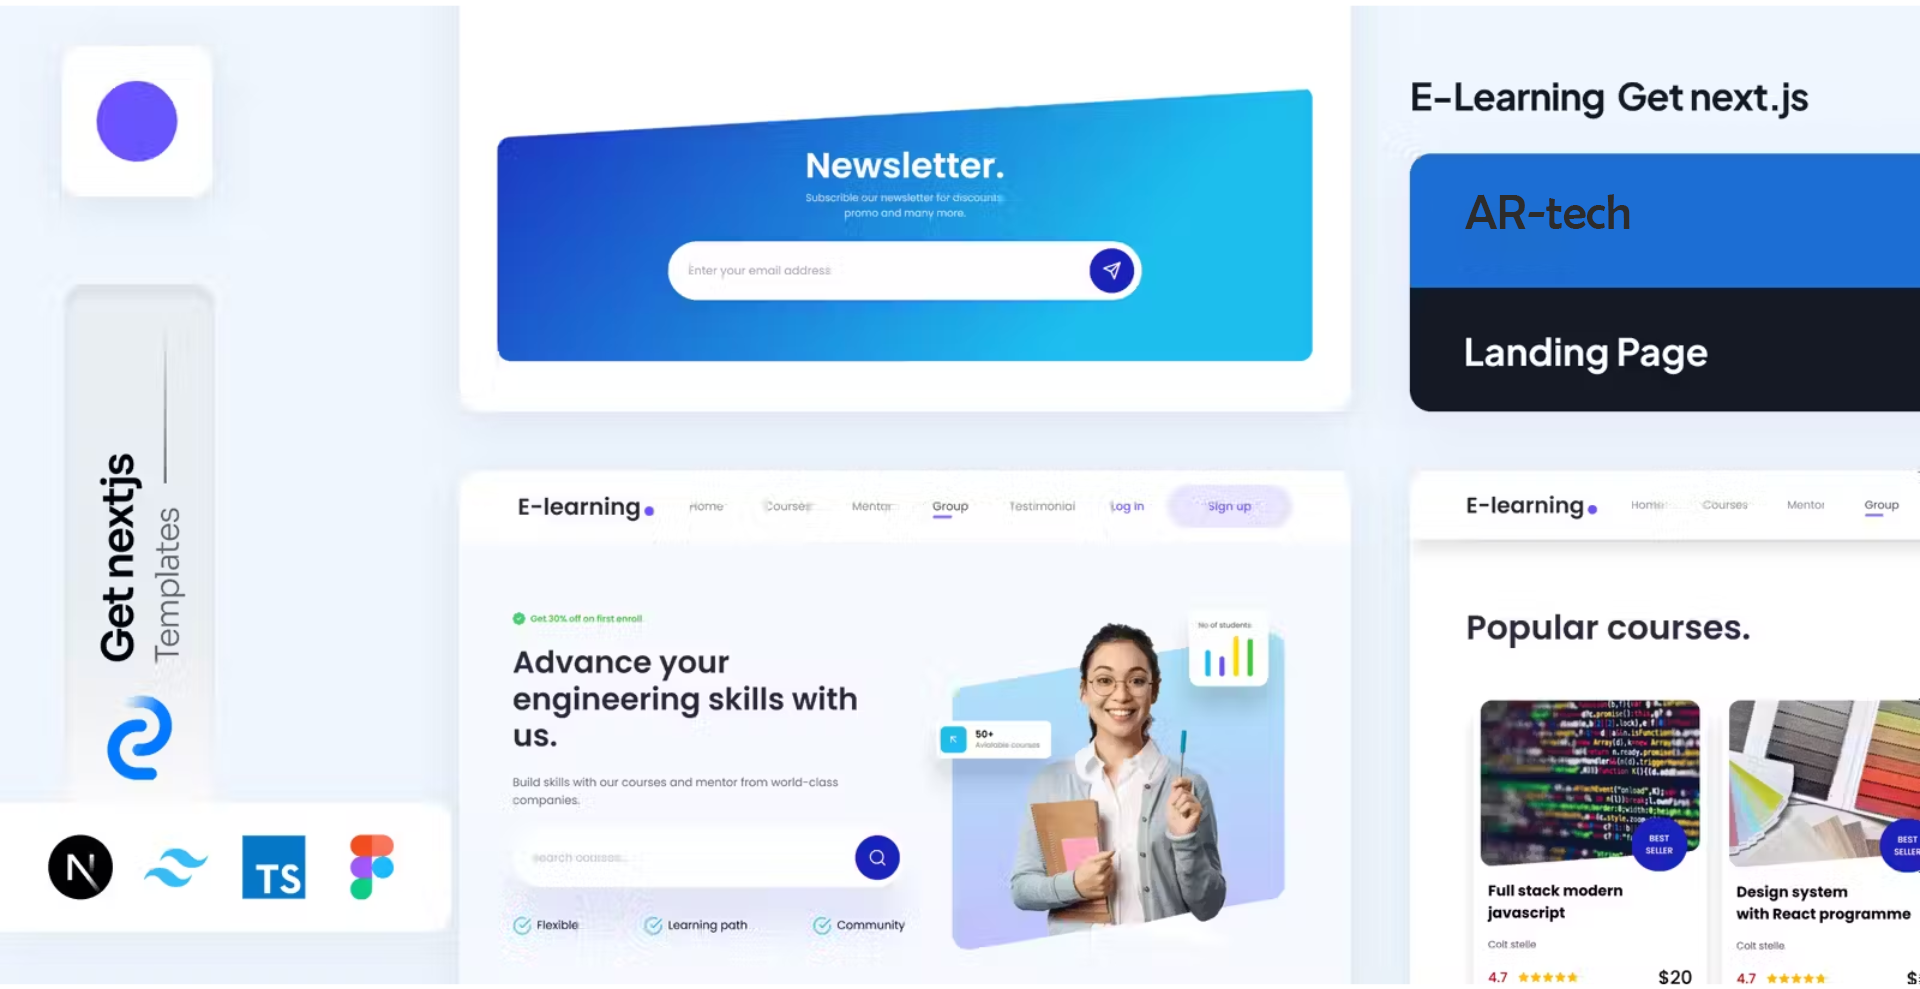 Get nextjs
Templates
N
TS
Newsletter.
Subscrible our newsletter for discounts
promo and many more.
Enter your email address
E-Learning Get next.js
AR-tech
Landing Page
E-learning
Home
Courses
Mentor
Group
Testimonial
Log In
Sign up
Get 30% off on first enroll
Advance your
engineering skills with
us.
Build skills with our courses and mentor from world-class
companies.
search courses...
Flexible
Learning path
Community
No of students
50+
Available courses
E-learning
Home
Courses
Mentor
Group
Popular courses.
BEST
SELLER
Full stack modern
javascript
Colt stelle
4.7
$20
BEST
SELLER
Design system
with React programme
Colt stelle
4.7
$